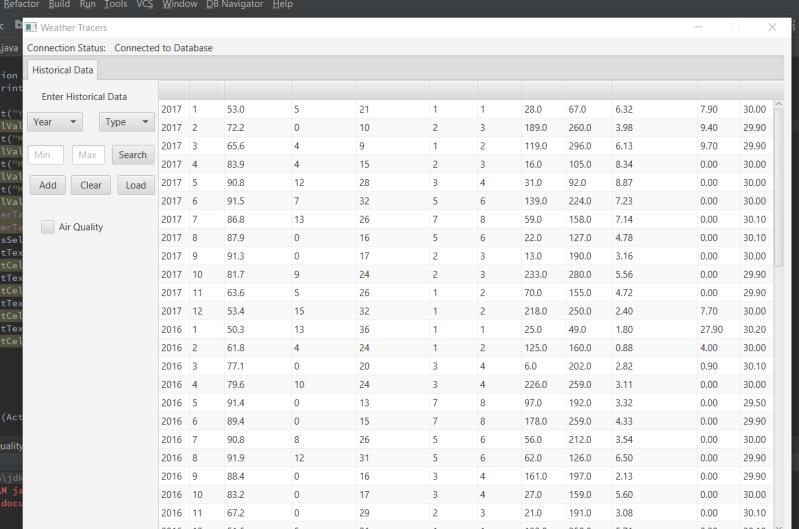 Refactor Build Run Tools VCS Window DB Navigator Help
Weather Tracers
.java
Connection Status: Connected to Database
Historical Data
Enter Historical Data
Year Type
Min Max Search
Add Clear Load
Air Quality
2017 1 53.0 5 21 1 1 28.0 67.0 6.32 7.90 30.00
2017 2 72.2 0 10 2 3 189.0 260.0 3.98 9.40 29.90
2017 3 65.6 4 9 1 2 119.0 296.0 6.13 9.70 29.90
2017 4 83.9 4 15 2 3 16.0 105.0 8.34 0.00 30.00
2017 5 90.8 12 28 3 4 31.0 92.0 8.87 0.00 30.00
2017 6 91.5 7 32 5 6 139.0 224.0 7.23 0.00 30.00
2017 7 86.8 13 26 7 8 59.0 158.0 7.14 0.00 30.10
2017 8 87.9 0 16 5 6 22.0 127.0 4.78 0.00 30.10
2017 9 91.3 0 17 2 3 13.0 190.0 3.16 0.00 30.00
2017 10 81.7 9 24 2 3 233.0 280.0 5.56 0.00 29.90
2017 11 63.6 5 26 1 2 70.0 155.0 4.72 0.00 29.90
2017 12 53.4 15 32 1 2 218.0 250.0 2.40 7.70 30.00
2016 1 50.3 13 36 1 1 25.0 49.0 1.80 27.90 30.20
2016 2 61.8 4 24 1 2 125.0 160.0 0.88 4.00 30.00
2016 3 77.1 0 20 3 4 6.0 202.0 2.82 0.90 30.10
2016 4 79.6 10 24 3 4 226.0 259.0 3.11 0.00 30.00
2016 5 91.4 0 13 7 8 97.0 192.0 3.32 0.00 29.50
2016 6 89.4 0 15 7 8 178.0 259.0 4.33 0.00 29.90
2016 7 90.8 8 26 5 6 56.0 212.0 3.54 0.00 30.00
2016 8 91.9 12 31 5 6 62.0 126.0 6.50 0.00 29.90
2016 9 88.4 0 16 3 4 161.0 197.0 2.13 0.00 29.90
2016 10 83.2 0 17 3 4 27.0 159.0 5.60 0.00 30.00
2016 11 67.2 0 29 2 3 21.0 191.0 3.08 0.00 30.10